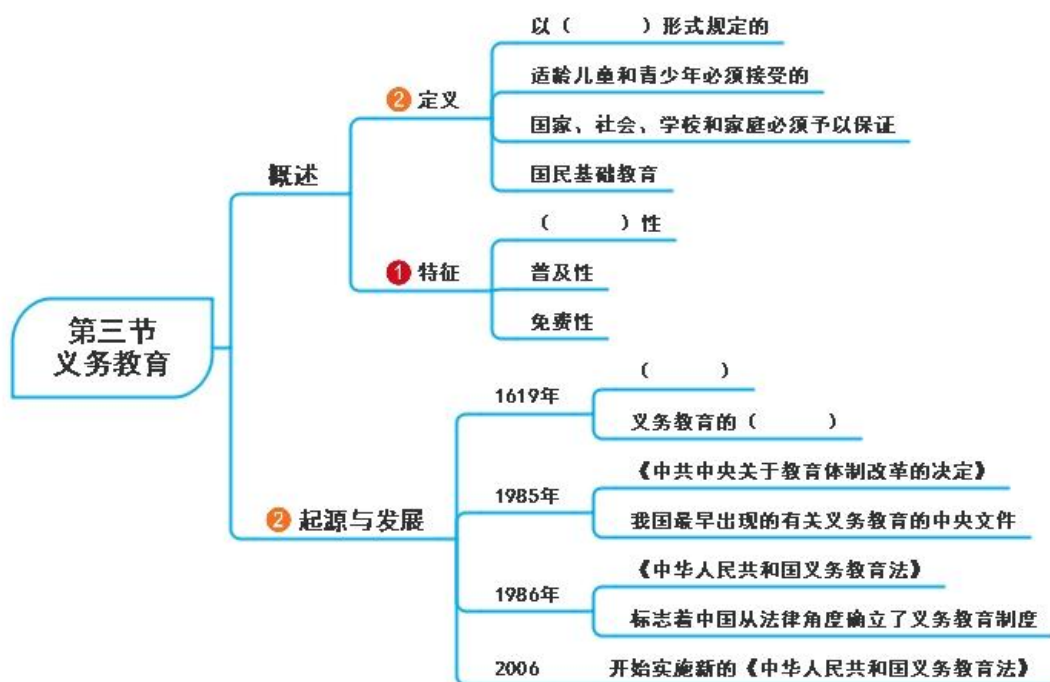 第三节
义务教育
概述
2 定义
以（ ）形式规定的
适龄儿童和青少年必须接受的
国家、社会、学校和家庭必须予以保证
国民基础教育
1 特征
（ ）性
普及性
免费性
2 起源与发展
1619年
（ ）
义务教育的（ ）
1985年
《中共中央关于教育体制改革的决定》
我国最早出现的有关义务教育的中央文件
1986年
《中华人民共和国义务教育法》
标志着中国从法律角度确立了义务教育制度
2006
开始实施新的《中华人民共和国义务教育法》